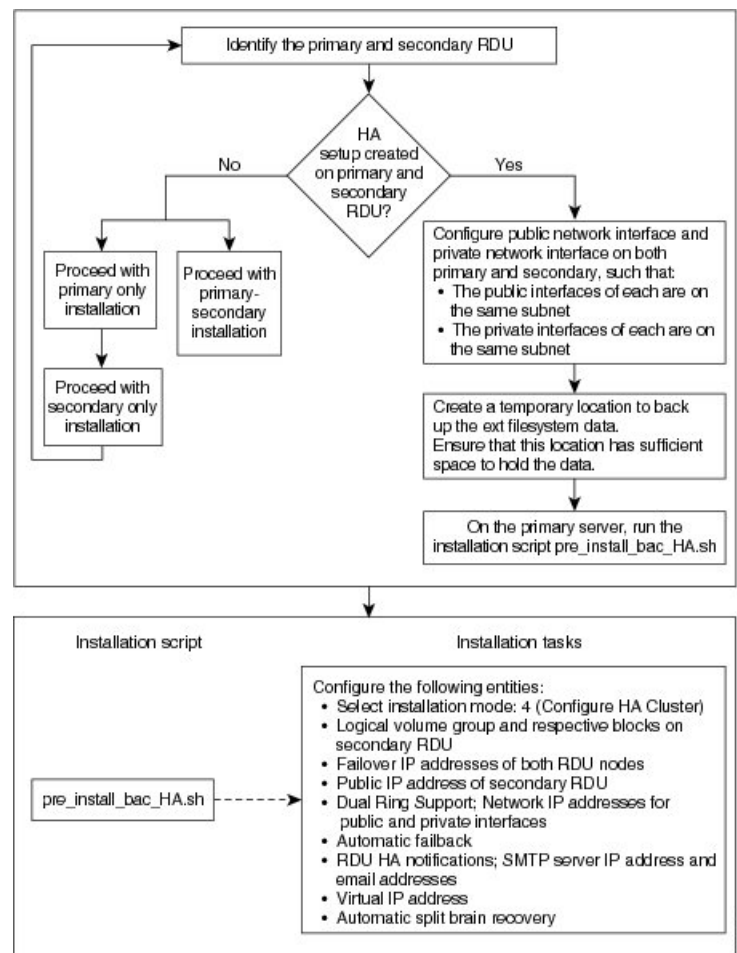 Identify the primary and secondary RDU
HA
setup created
on primary and
secondary
RDU?
No
Yes
Proceed with
primary only
installation
Proceed with
primary-
secondary
installation
Proceed with
secondary only
installation
Configure public network interface and
private network interface on both
primary and secondary, such that:
• The public interfaces of each are on
the same subnet
• The private interfaces of each are on
the same subnet
Create a temporary location to back
up the ext filesystem data.
Ensure that this location has sufficient
space to hold the data.
On the primary server, run the
installation script pre_install_bac_HA.sh
Installation script
Installation tasks
pre_install_bac_HA.sh
Configure the following entities:
• Select installation mode: 4 (Configure HA Cluster)
• Logical volume group and respective blocks on
secondary RDU
• Failover IP addresses of both RDU nodes
• Public IP address of secondary RDU
• Dual Ring Support; Network IP addresses for
public and private interfaces
• Automatic failback
• RDU HA notifications; SMTP server IP address and
email addresses
• Virtual IP address
• Automatic split brain recovery